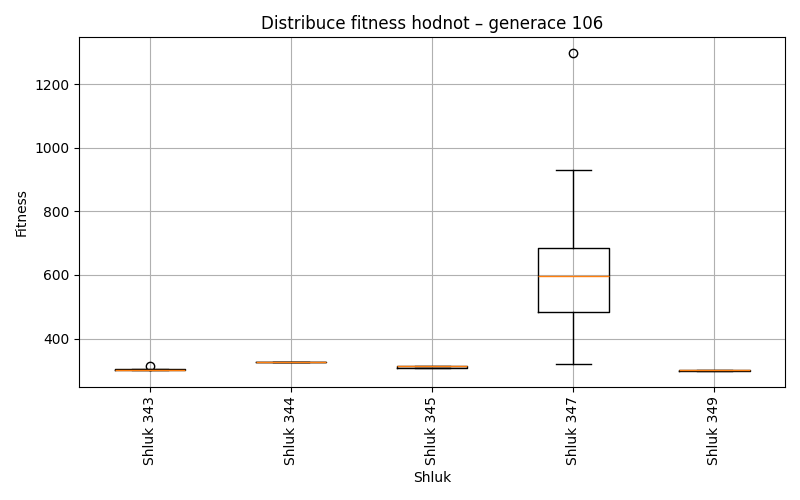 Distribuce fitness hodnot – generace 106
Fitness
1200
1000
800
600
400
Shluk 343
Shluk 344
Shluk 345
Shluk 347
Shluk 349
Shluk